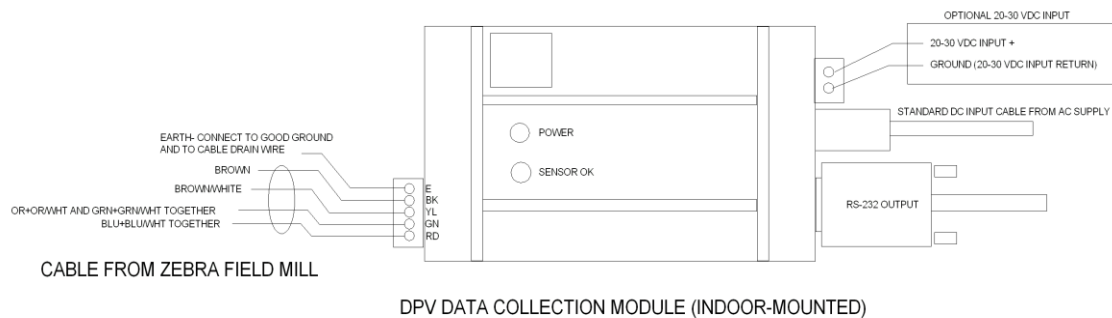 OPTIONAL 20-30 VDC INPUT
20-30 VDC INPUT +
GROUND (20-30 VDC INPUT RETURN)
STANDARD DC INPUT CABLE FROM AC SUPPLY
POWER
SENSOR OK
EARTH- CONNECT TO GOOD GROUND
AND TO CABLE DRAIN WIRE
BROWN
BROWN/WHITE
OR+OR/WHT AND GRN+GRN/WHT TOGETHER
BLU+BLU/WHT TOGETHER
E
BK
YL
GN
RD
RS-232 OUTPUT
CABLE FROM ZEBRA FIELD MILL
DPV DATA COLLECTION MODULE (INDOOR-MOUNTED)